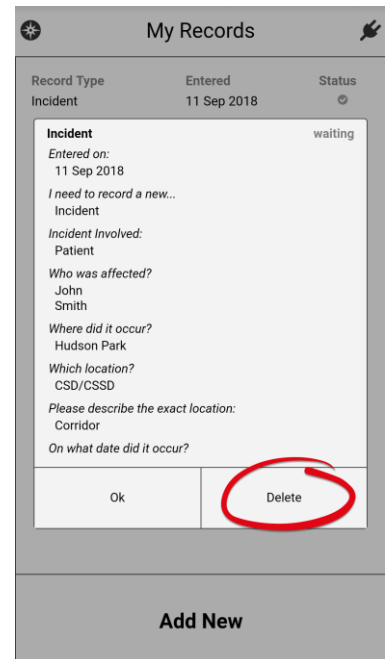 My Records
Record Type Entered Status
Incident 11 Sep 2018
Incident waiting
Entered on:
11 Sep 2018
I need to record a new...
Incident
Incident Involved:
Patient
Who was affected?
John
Smith
Where did it occur?
Hudson Park
Which location?
CSD/CSSD
Please describe the exact location:
Corridor
On what date did it occur?
Ok Delete
Add New